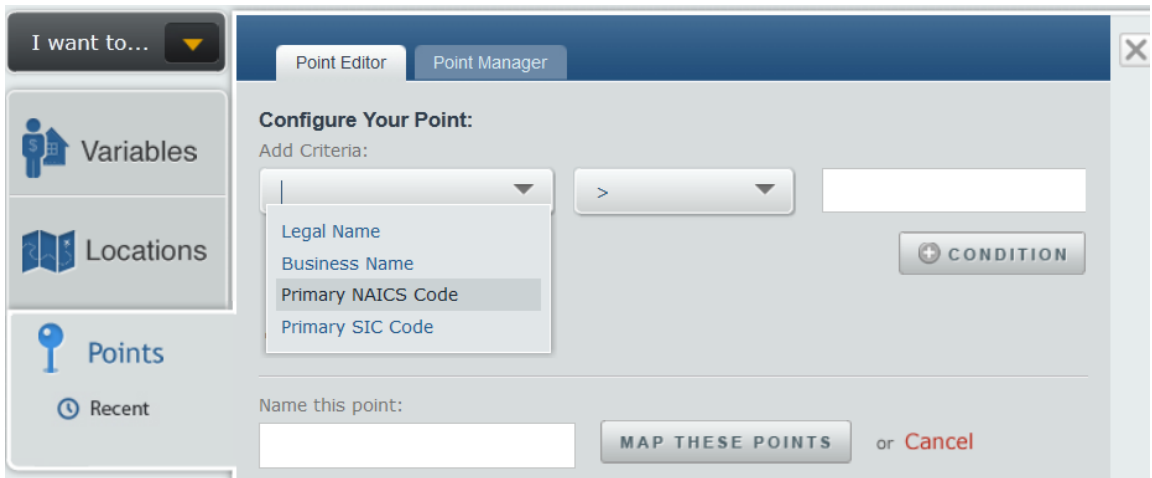 I want to...
Point Editor
Point Manager
Variables
Configure Your Point:
Add Criteria:
>
Legal Name
Business Name
Primary NAICS Code
Primary SIC Code
CONDITION
Locations
Points
Recent
Name this point:
MAP THESE POINTS or Cancel